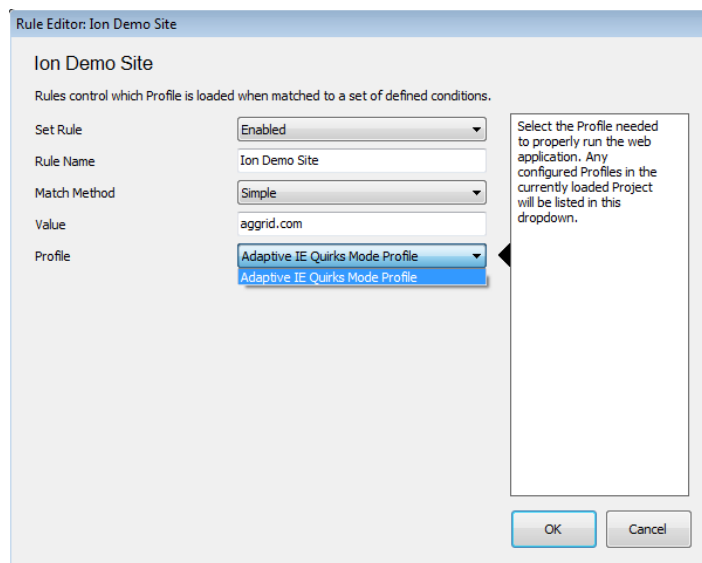 Rule Editor: Ion Demo Site
Ion Demo Site
Rules control which Profile is loaded when matched to a set of defined conditions.
Set Rule
Enabled
Rule Name
Ion Demo Site
Match Method
Simple
Value
aggrid.com
Profile
Adaptive IE Quirks Mode Profile
Adaptive IE Quirks Mode Profile
Select the Profile needed
to properly run the web
application. Any
configured Profiles in the
currently loaded Project
will be listed in this
dropdown.
OK
Cancel